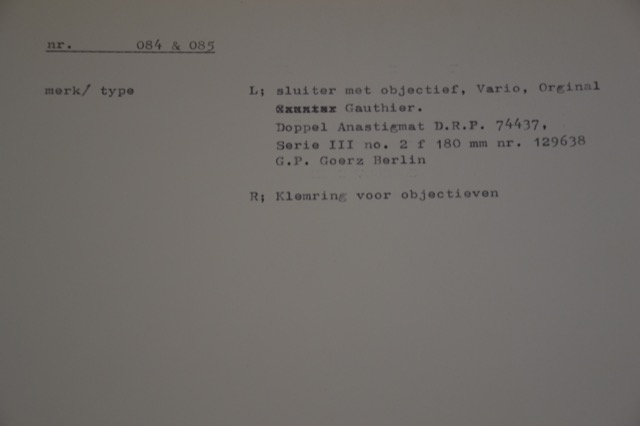 nr. 084 & 085
merk/ type L; sluiter met objectief, Vario, Orginal
Gauthier.
Doppel Anastigmat D.R.P. 74437,
Serie III no. 2 f 180 mm nr. 129638
G.P. Goerz Berlin
R; Klemring voor objectieven